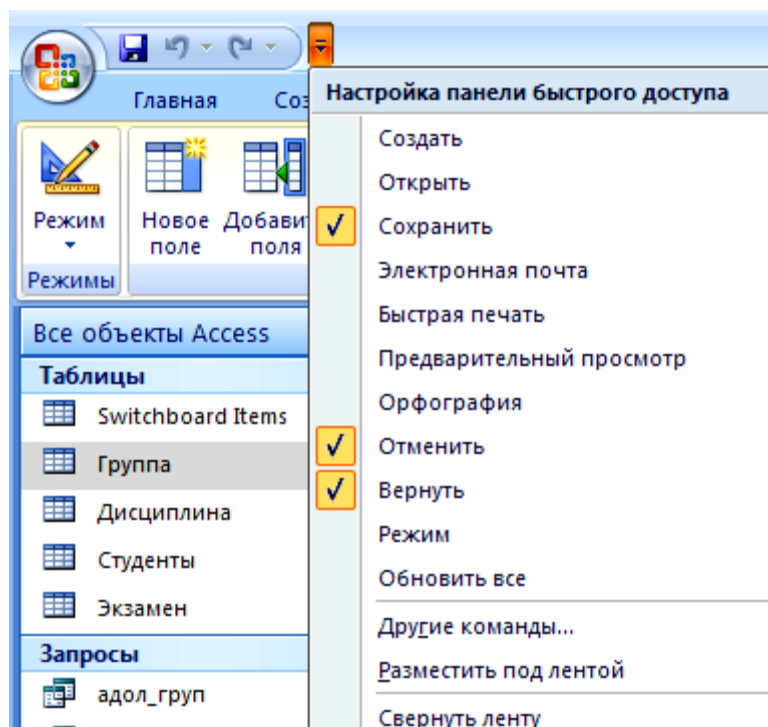 Главная
Настройка панели быстрого доступа
Создать
Открыть
Сохранить
Электронная почта
Быстрая печать
Предварительный просмотр
Орфография
Отменить
Вернуть
Режим
Обновить все
Другие команды...
Разместить под лентой
Свернуть ленту
Режим
Новое поле
поля
Режимы
Все объекты Access
Таблицы
Switchboard Items
Группа
Дисциплина
Студенты
Экзамен
Запросы
адол_груп